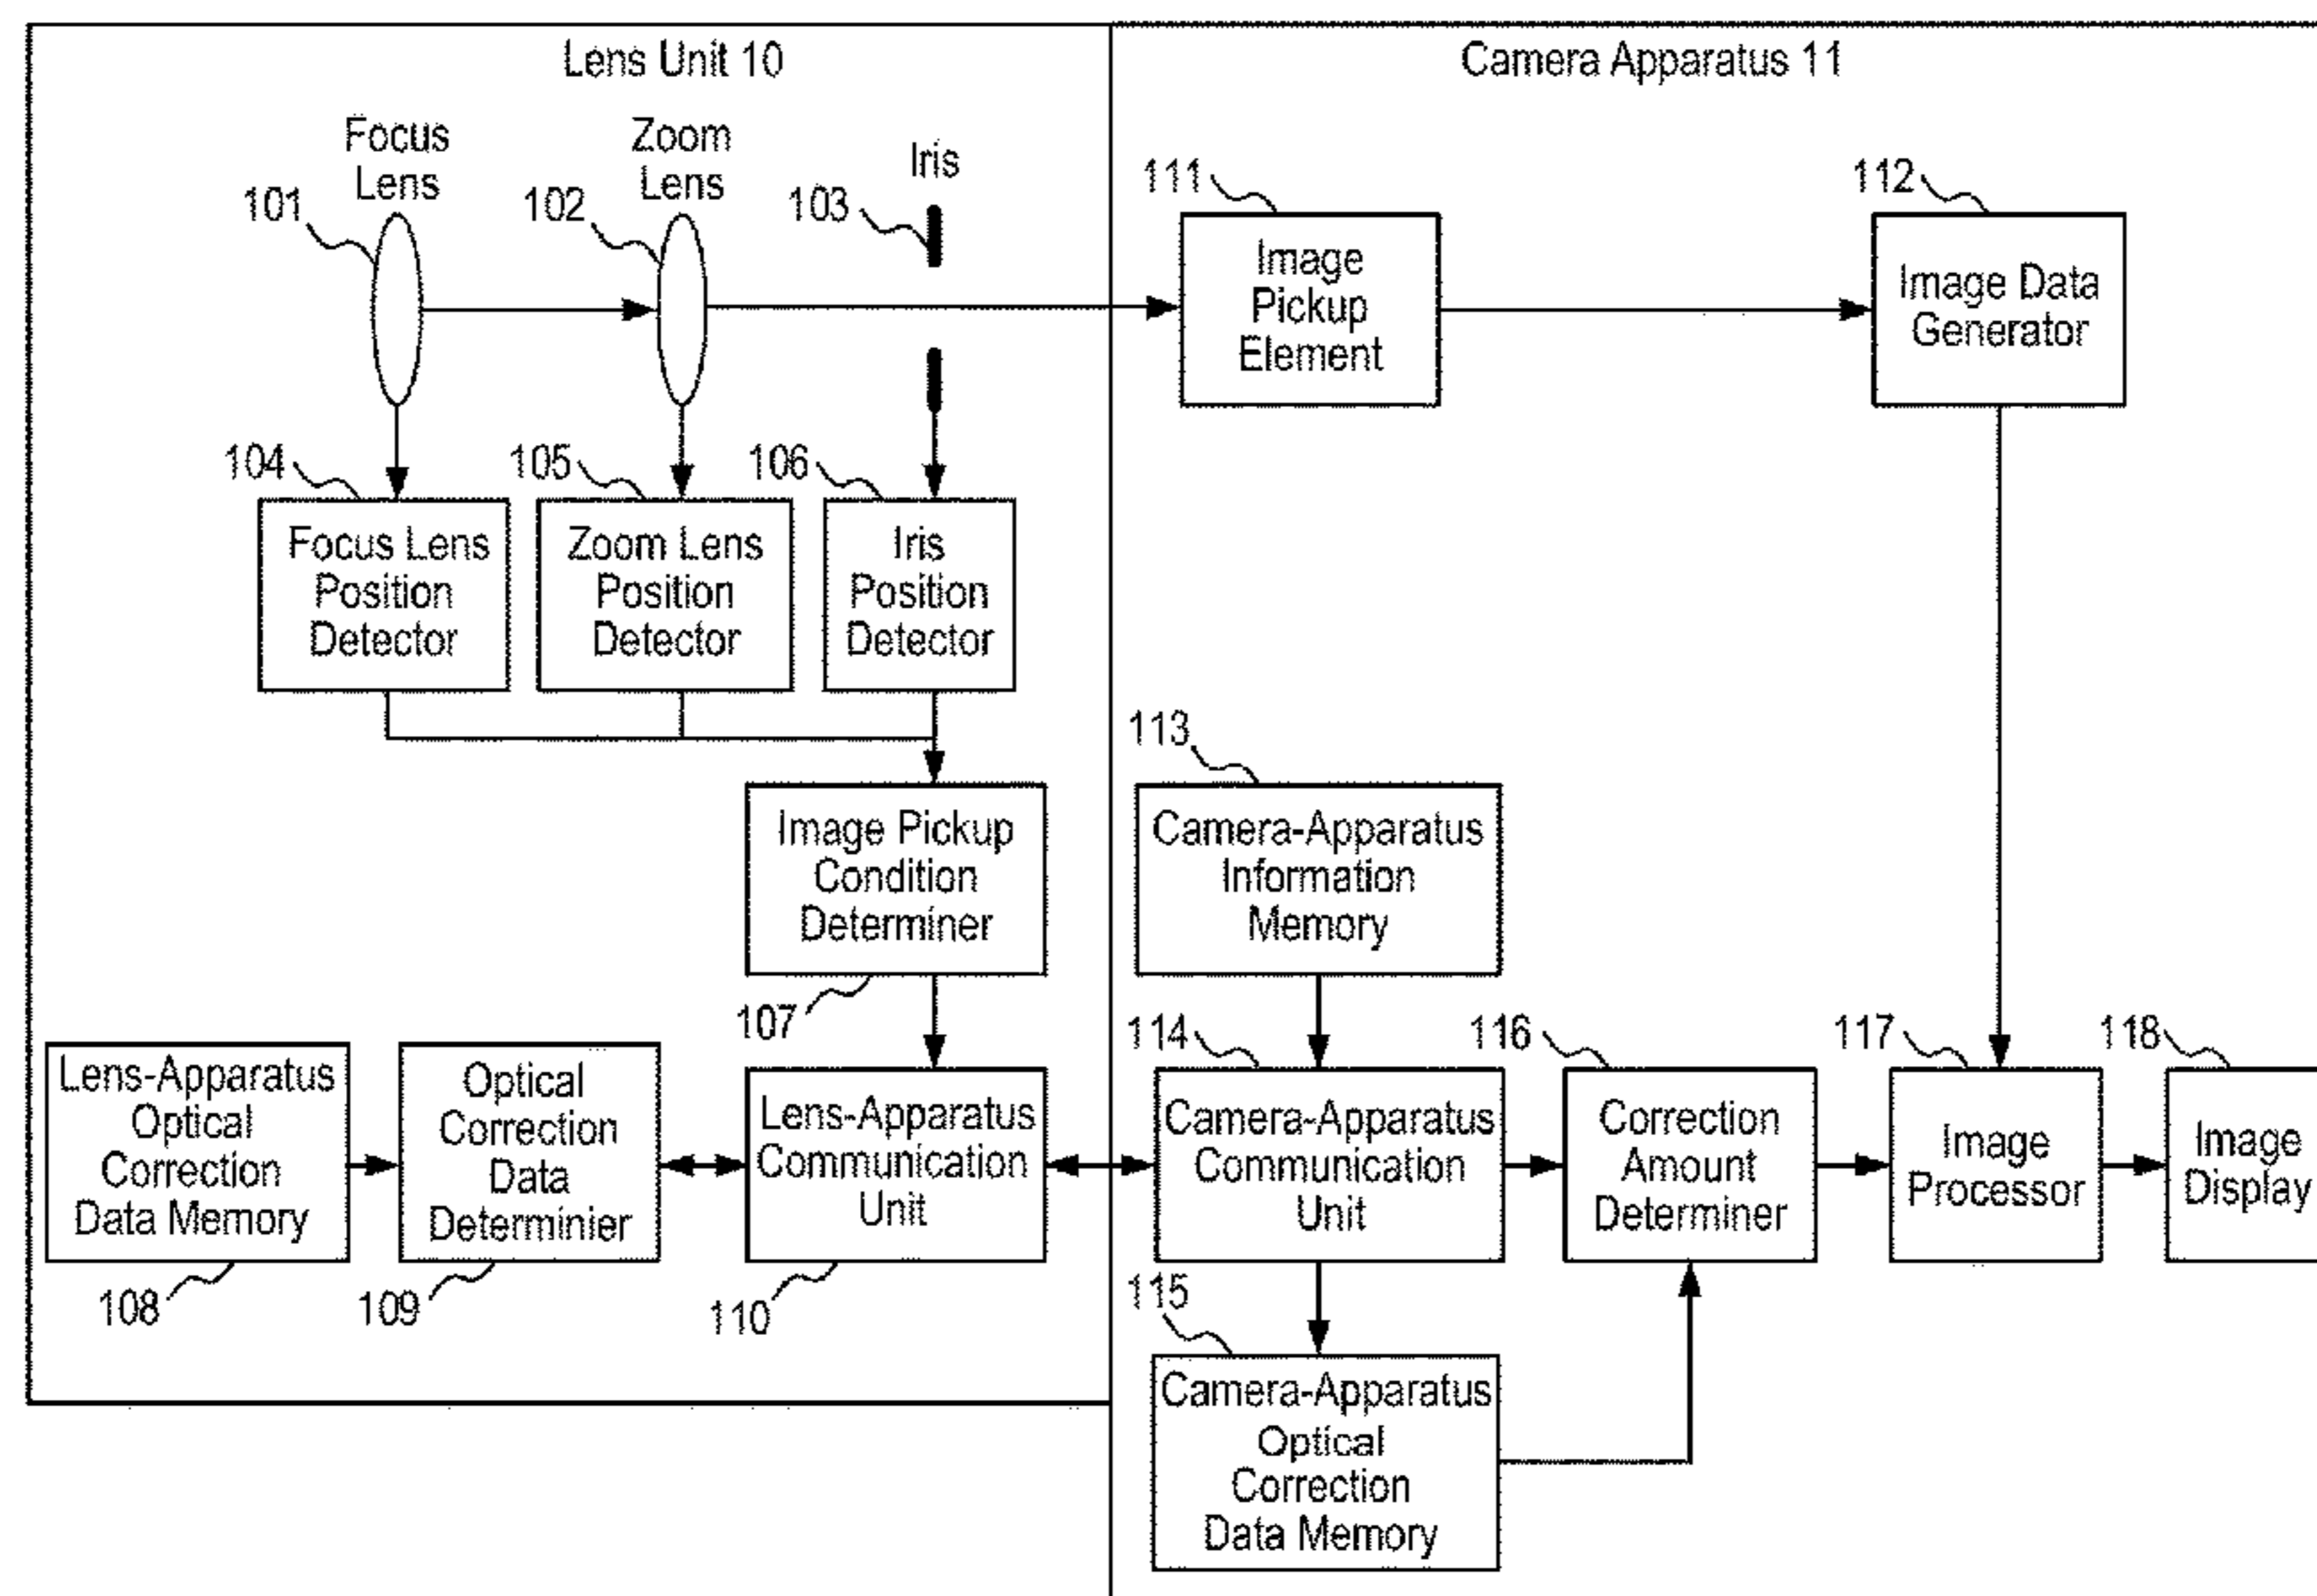 Lens Unit 10
Camera Apparatus 11
Focus
Lens
101
Zoom
Lens
102
Iris
103
111
Image
Pickup
Element
112
Image Data
Generator
104
Focus Lens
Position
Detector
105
Zoom Lens
Position
Detector
106
Iris
Position
Detector
Image Pickup
Condition
Determiner
107
113
Camera-Apparatus
Information
Memory
Lens-Apparatus
Optical
Correction
Data Memory
108
Optical
Correction
Data
Determinier
109
Lens-Apparatus
Communication
Unit
110
114
Camera-Apparatus
Communication
Unit
116
Correction
Amount
Determiner
117
Image
Processor
118
Image
Display
115
Camera-Apparatus
Optical
Correction
Data Memory